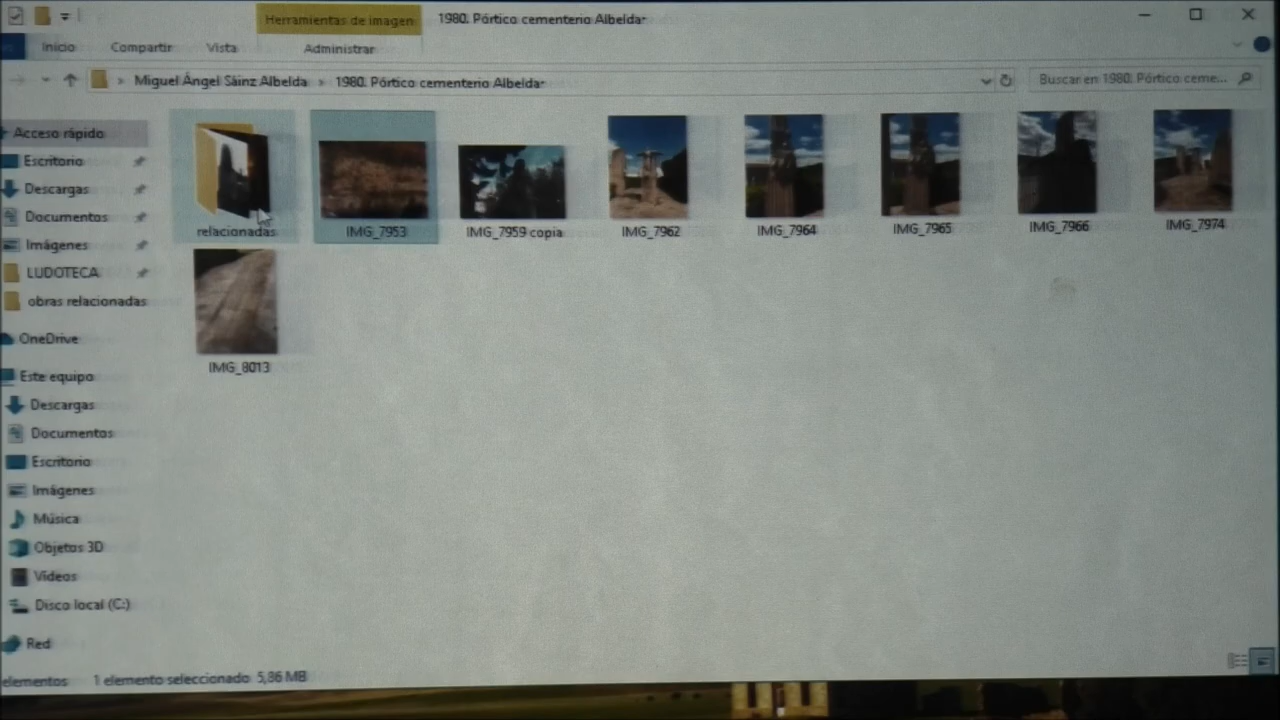 Herramientas de imagen
1980. Pórtico cementerio Albelda
Inicio
Compartir
Vista
Administrar
Miguel Ángel Sáinz Albelda
1980. Pórtico cementerio Albelda
Buscar en 1980. Pórtico ceme...
Acceso rápido
Escritorio
Descargas
Documentos
Imágenes
LUDOTECA
obras relacionadas
OneDrive
Este equipo
Descargas
Documentos
Escritorio
Imágenes
Música
Objetos 3D
Vídeos
Disco local (C:)
Red
relacionadas
IMG_7953
IMG_7959 copia
IMG_7962
IMG_7964
IMG_7965
IMG_7966
IMG_7974
IMG_8013
elementos
1 elemento seleccionado 5,86 MB